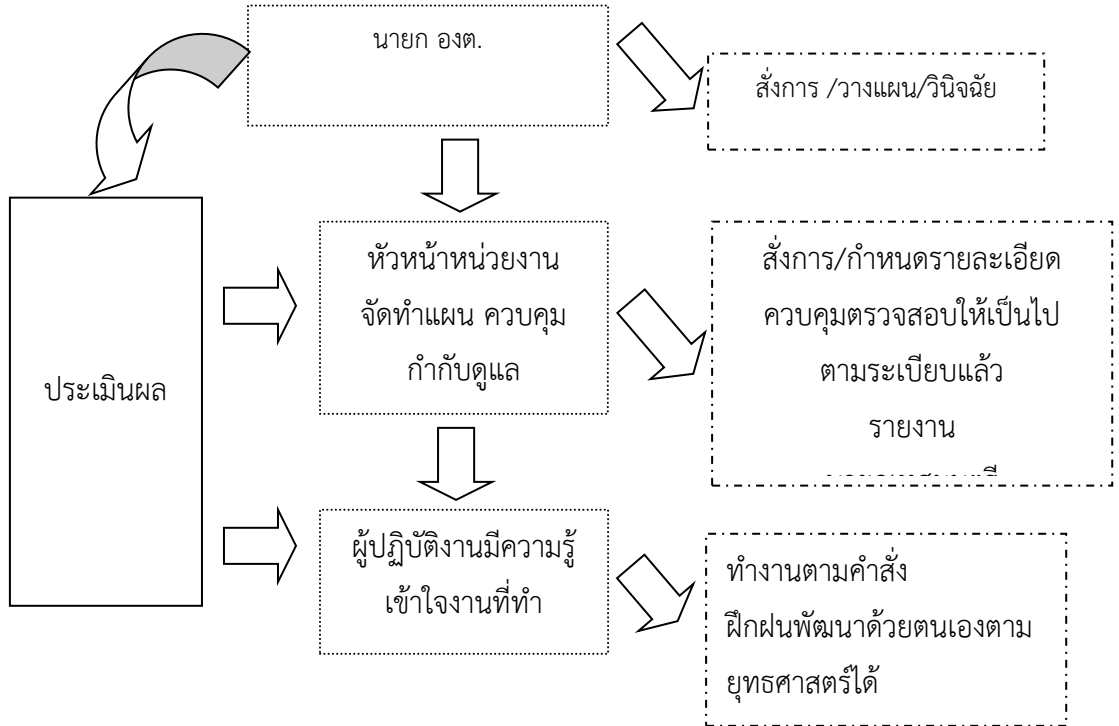 นายก องต.
สั่งการ /วางแผน/วินิจฉัย
หัวหน้าหน่วยงาน
จัดทำแผน ควบคุม
กำกับดูแล
สั่งการ/กำหนดรายละเอียด
ควบคุมตรวจสอบให้เป็นไป
ตามระเบียบแล้ว
รายงาน
ประเมินผล
ผู้ปฏิบัติงานมีความรู้
เข้าใจงานที่ทำ
ทำงานตามคำสั่ง
ฝึกฝนพัฒนาด้วยตนเองตาม
ยุทธศาสตร์ได้